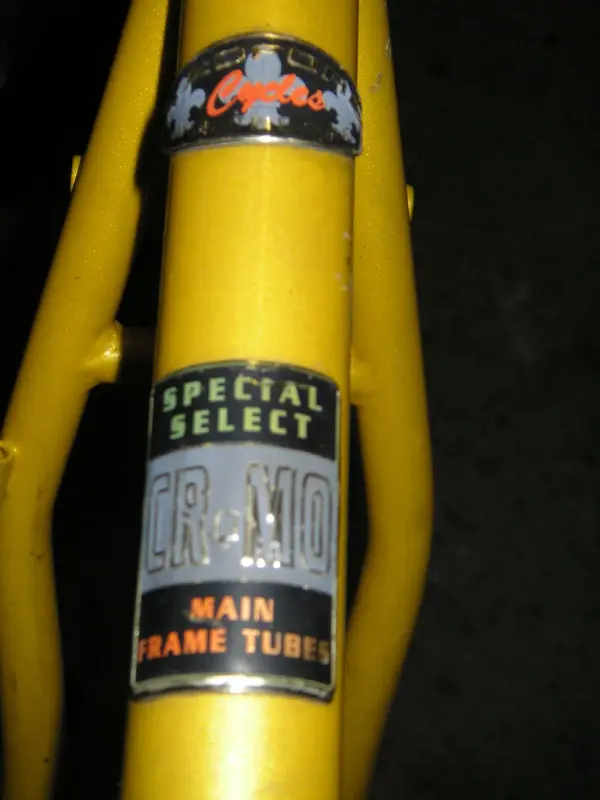 Cycles
SPECIAL
SELECT
CR-MO
MAIN
FRAME TUBES